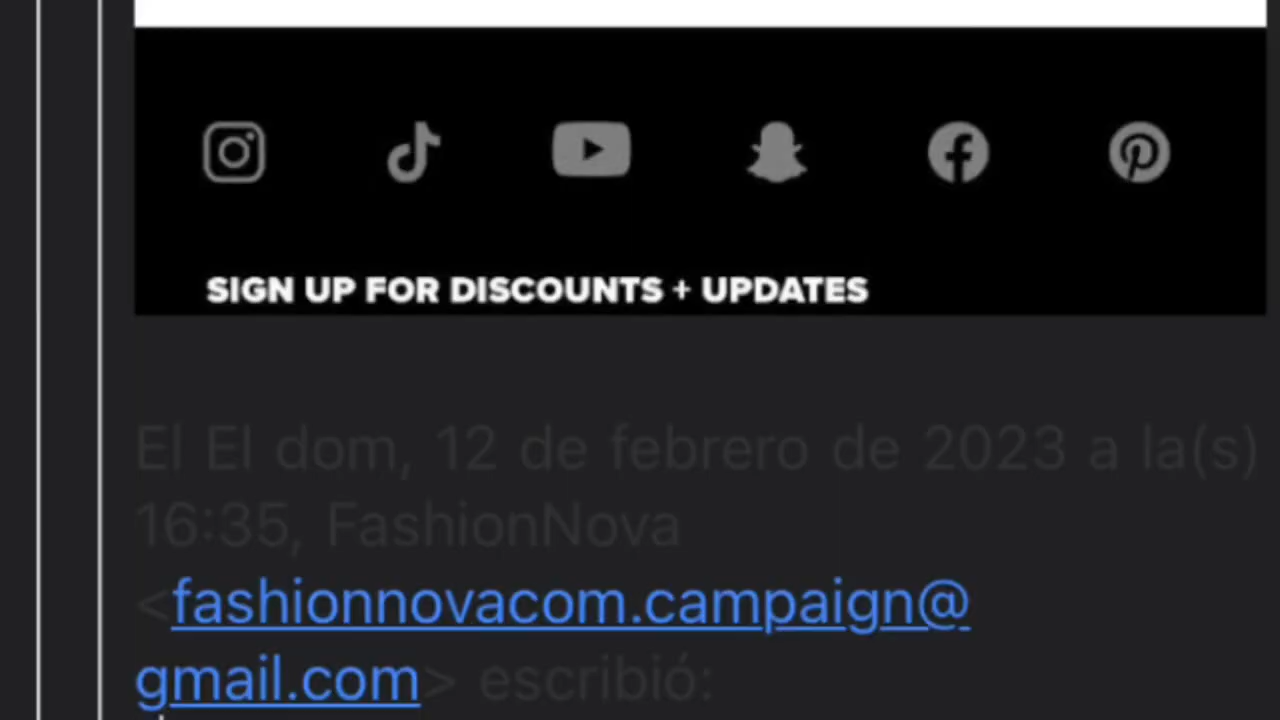 SIGN UP FOR DISCOUNTS + UPDATES
El El dom, 12 de febrero de 2023 a la(s)
16:35, FashionNova
<fashionnovacom.campaign@
gmail.com> escribió: